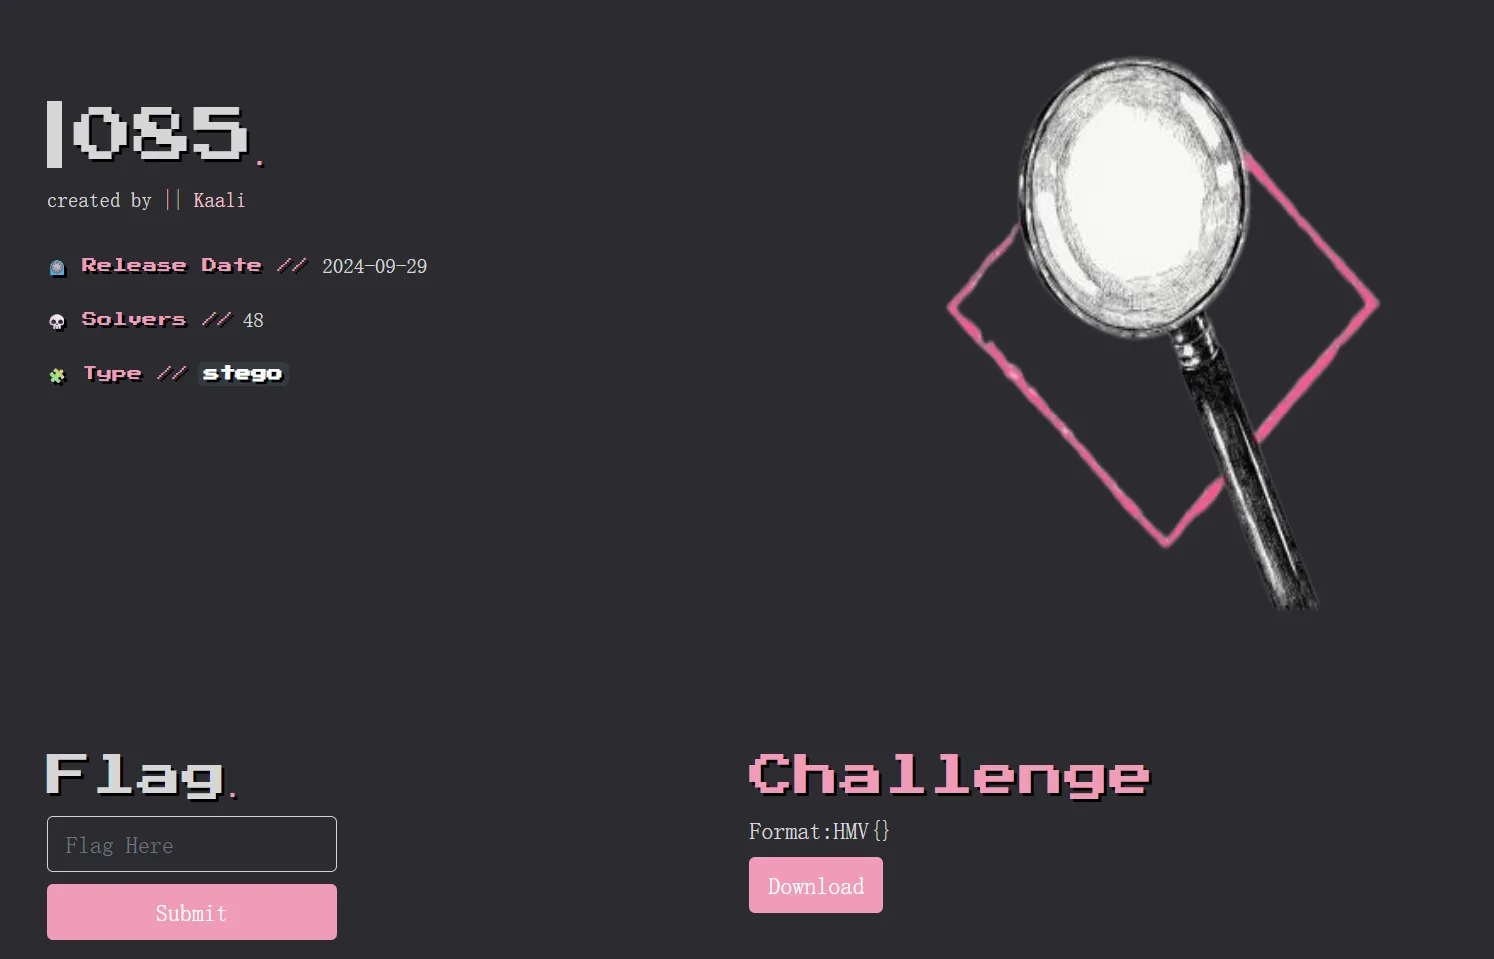 085.
created by || Kaali
Release Date // 2024-09-29
Solvers // 48
Type // stego
Flag.
Flag Here
Submit
Challenge
Format:HMV{}
Download